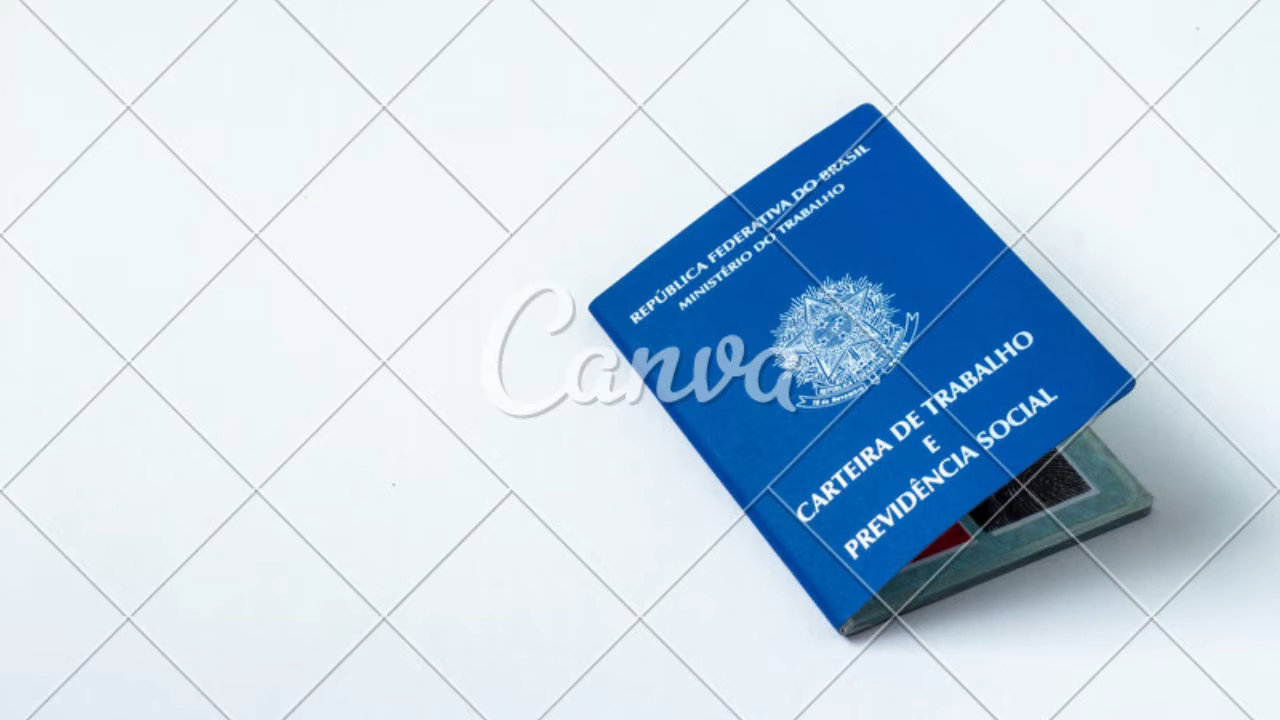 REPÚBLICA FEDERATIVA DO BRASIL
MINISTÉRIO DO TRABALHO
Canva
CARTEIRA DE TRABALHO
E
PREVIDÊNCIA SOCIAL